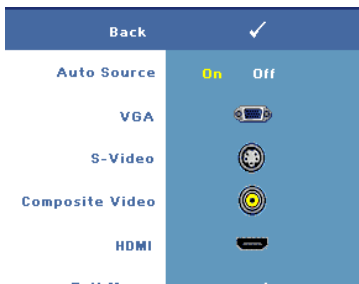 Back
Auto Source On Off
VGA
S-Video
Composite Video
HDMI